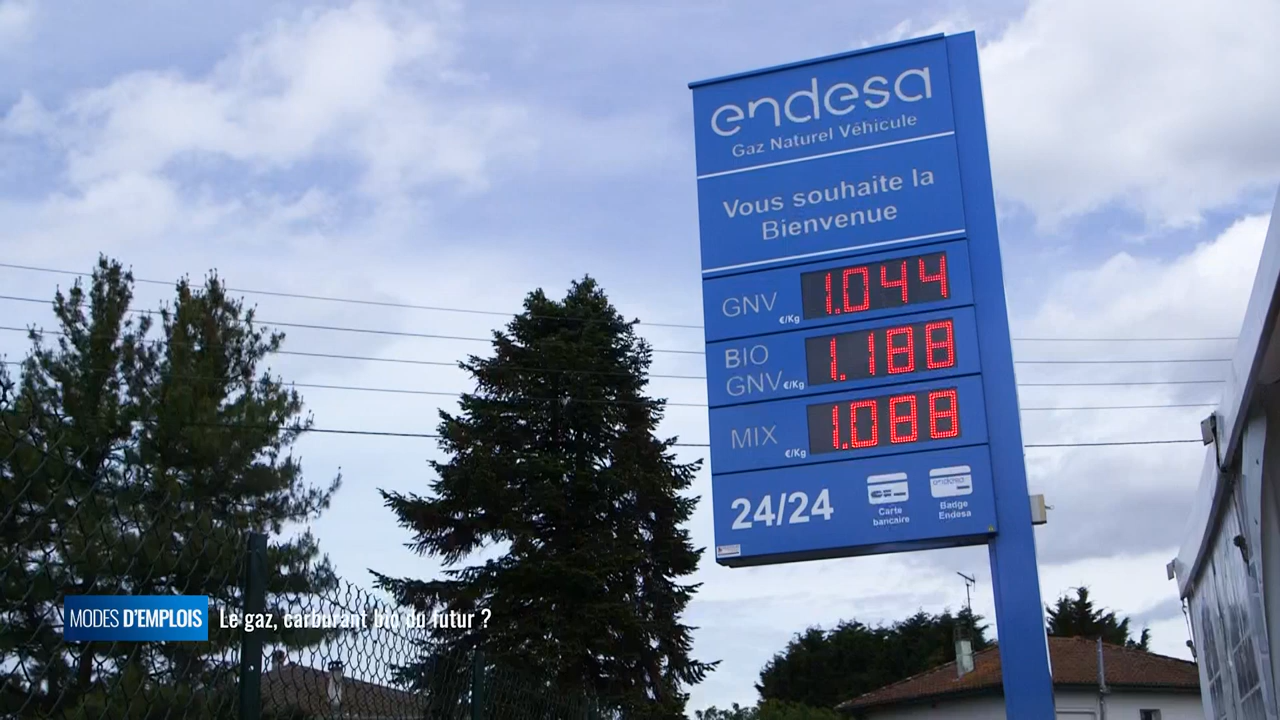 endesa
Gaz Naturel Véhicule
Vous souhaite la
Bienvenue
GNV €/Kg 1.044
BIO
GNV €/Kg 1.188
MIX €/Kg 1.088
24/24
Carte
bancaire
endesa
Badge
Endesa
MODES D'EMPLOIS Le gaz, carburant bio du futur ?